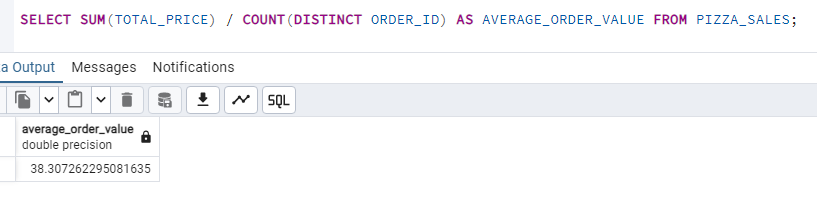 SELECT SUM(TOTAL_PRICE) / COUNT(DISTINCT ORDER_ID) AS AVERAGE_ORDER_VALUE FROM PIZZA_SALES;
a Output Messages Notifications
SQL
average_order_value
double precision
38.307262295081635